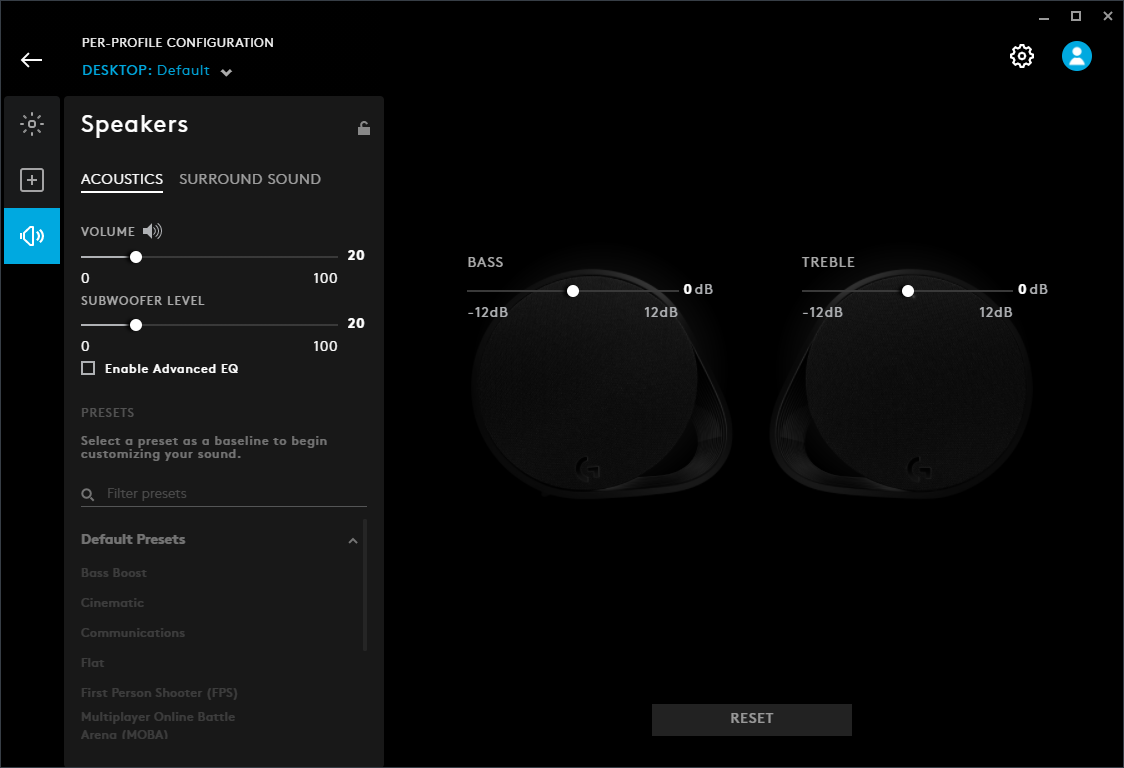 PER-PROFILE CONFIGURATION
DESKTOP: Default
Speakers
ACOUSTICS SURROUND SOUND
VOLUME
20
0 100
SUBWOOFER LEVEL
20
0 100
Enable Advanced EQ
PRESETS
Select a preset as a baseline to begin
customizing your sound.
Filter presets
Default Presets
Bass Boost
Cinematic
Communications
Flat
First Person Shooter (FPS)
Multiplayer Online Battle
Arena (MOBA)
BASS
0 dB
-12dB 12dB
TREBLE
0 dB
-12dB 12dB
RESET